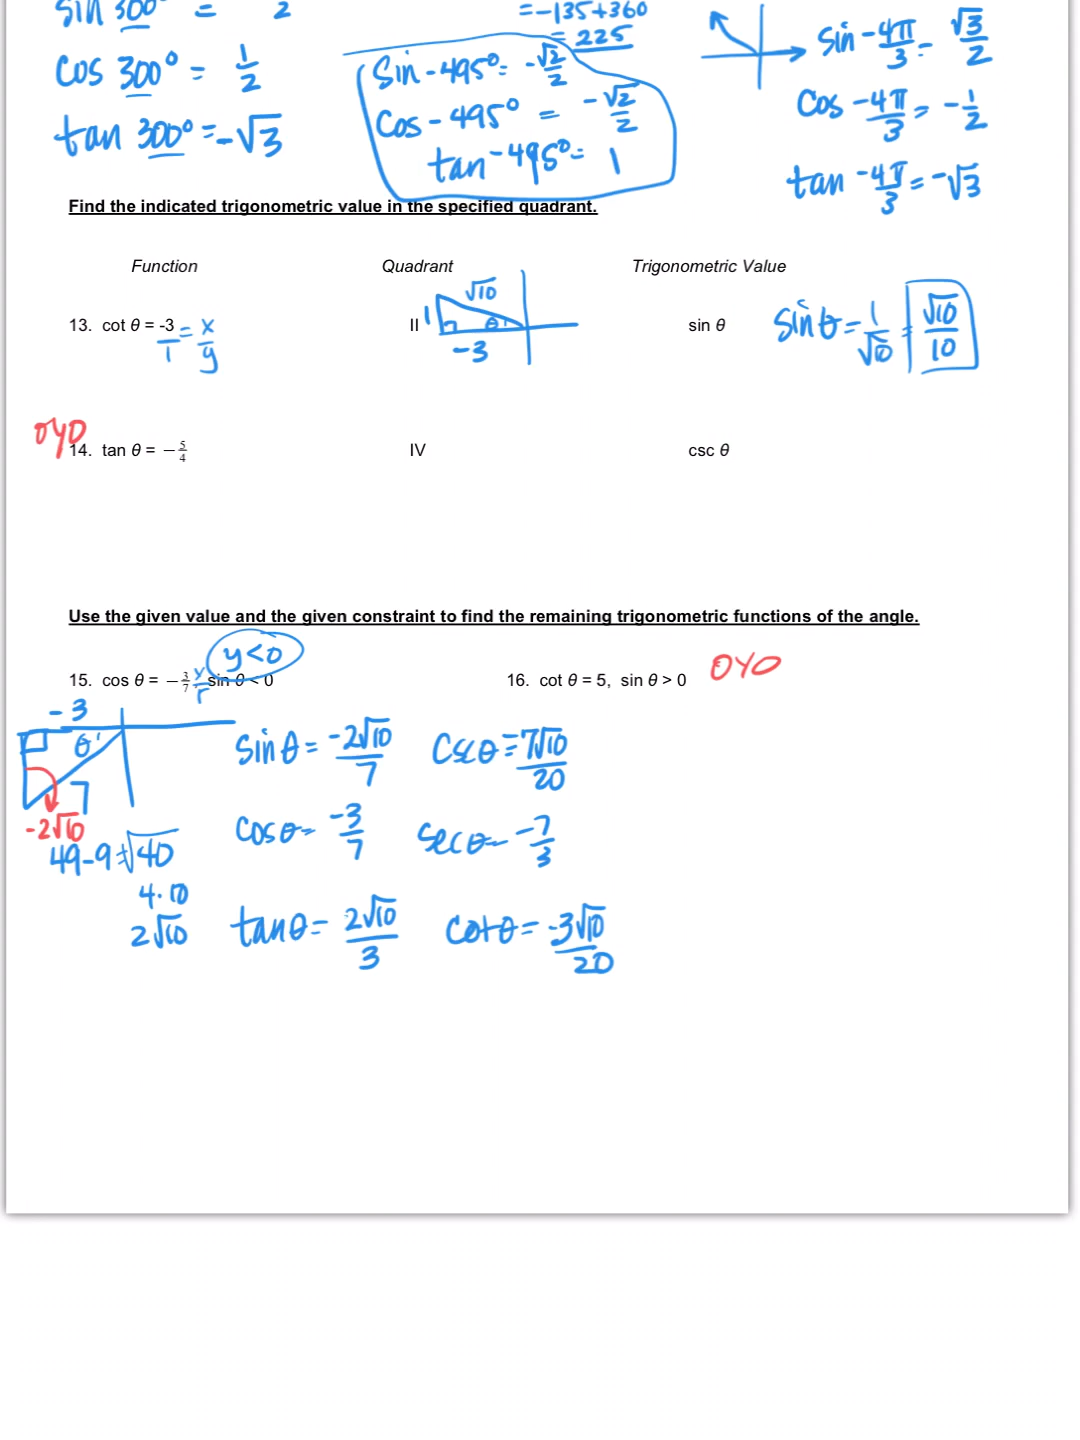 sin 300° = 2
cos 300° = 1/2
tan 300° = -√3
= -135+360
= 225
sin -495° = -√2/2
cos -495° = -√2/2
tan -495° = 1
sin -4π/3 = √3/2
cos -4π/3 = -1/2
tan -4π/3 = -√3
Find the indicated trigonometric value in the specified quadrant.
Function Quadrant Trigonometric Value
13. cot θ = -3/1 = x/y II 1 √10 θ' -3 sin θ sin θ = 1/√10 = √10/10
OYO
14. tan θ = -5/4 IV csc θ
Use the given value and the given constraint to find the remaining trigonometric functions of the angle.
y<0
15. cos θ = -3/7 x/r sin θ < 0
16. cot θ = 5, sin θ > 0 OYO
-3
θ'
7
-2√10
49-9 = √40
4·10
2√10
sin θ = -2√10/7 csc θ = 7√10/20
cos θ = -3/7 sec θ = -7/3
tan θ = 2√10/3 cot θ = -3√10/20